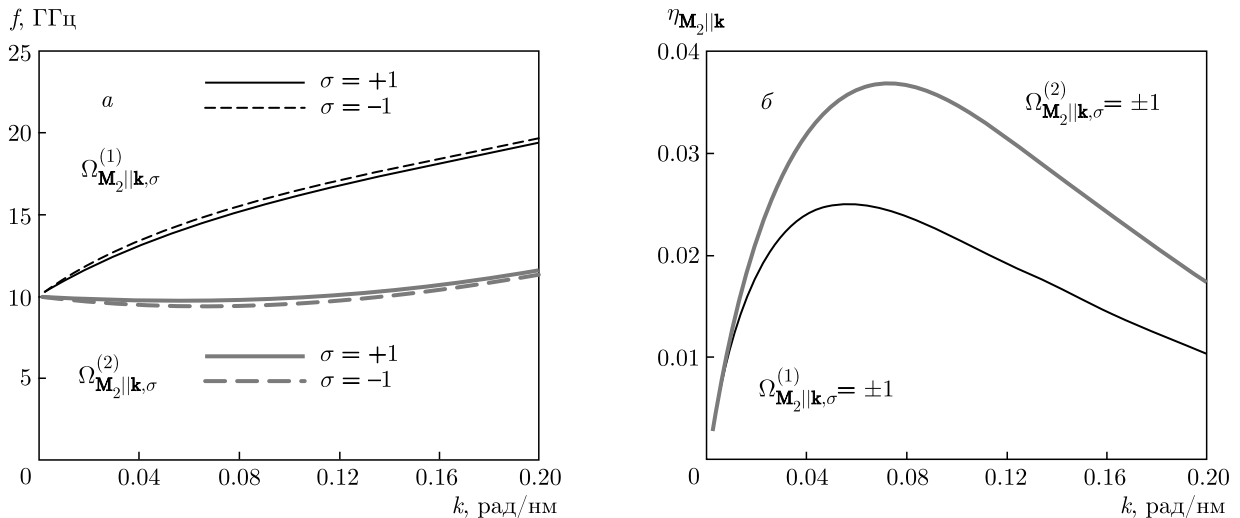 f, ГГц
25
20
15
10
5
0
0.04
0.08
0.12
0.16
0.20
k, рад/нм
а
σ = +1
σ = −1
Ω(1)M2||k,σ
Ω(2)M2||k,σ
σ = +1
σ = −1
ηM2||k
0.04
0.03
0.02
0.01
0
0.04
0.08
0.12
0.16
0.20
k, рад/нм
б
Ω(2)M2||k,σ = ±1
Ω(1)M2||k,σ = ±1